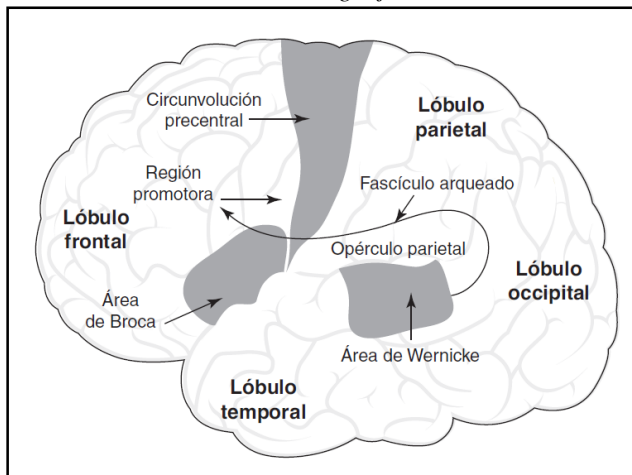 Circunvolución
precentral
Lóbulo
parietal
Región
promotora
Fascículo arqueado
Lóbulo
frontal
Opérculo parietal
Lóbulo
occipital
Área
de Broca
Área de Wernicke
Lóbulo
temporal